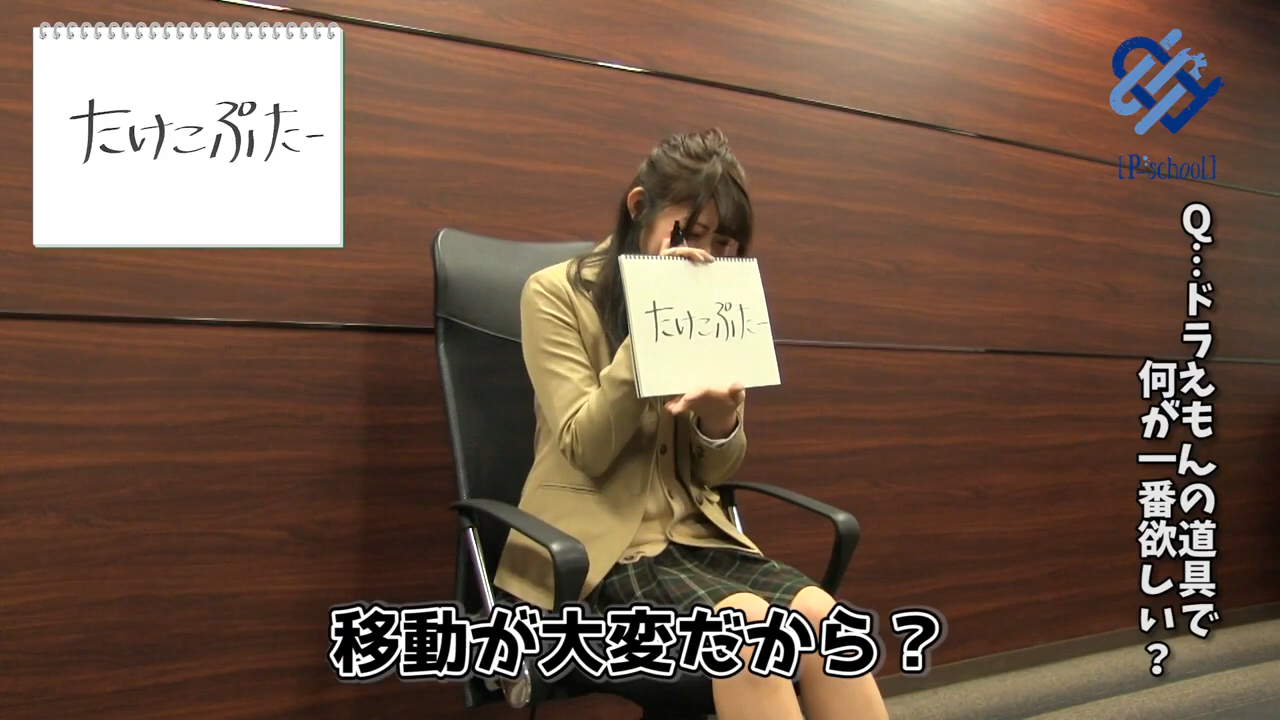 たけこぷたー
[P's school]
Q…ドラえもんの道具で
何が一番欲しい？
たけこぷたー
移動が大変だから？